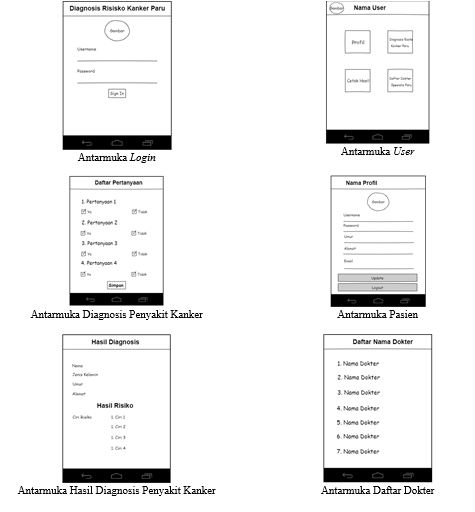 Diagnosis Risisko Kanker Paru
Gambar
Username
Password
Sign In
Antarmuka Login
Gambar
Nama User
Profil
Diagnosis Risiko
Kanker Paru
Cetak Hasil
Daftar Dokter
Spesialis Paru
Antarmuka User
Daftar Pertanyaan
1. Pertanyaan 1
Ya
Tidak
2. Pertanyaan 2
Ya
Tidak
3. Pertanyaan 3
Ya
Tidak
4. Pertanyaan 4
Ya
Tidak
Simpan
Antarmuka Diagnosis Penyakit Kanker
Nama Profil
Gambar
Username
Password
Umur
Alamat
Email
Update
Logout
Antarmuka Pasien
Hasil Diagnosis
Nama
Jenis Kelamin
Umur
Alamat
Hasil Risiko
Ciri Risiko
1. Ciri 1
1. Ciri 2
1. Ciri 3
1. Ciri 4
Antarmuka Hasil Diagnosis Penyakit Kanker
Daftar Nama Dokter
1. Nama Dokter
2. Nama Dokter
3. Nama Dokter
4. Nama Dokter
5. Nama Dokter
6. Nama Dokter
7. Nama Dokter
Antarmuka Daftar Dokter